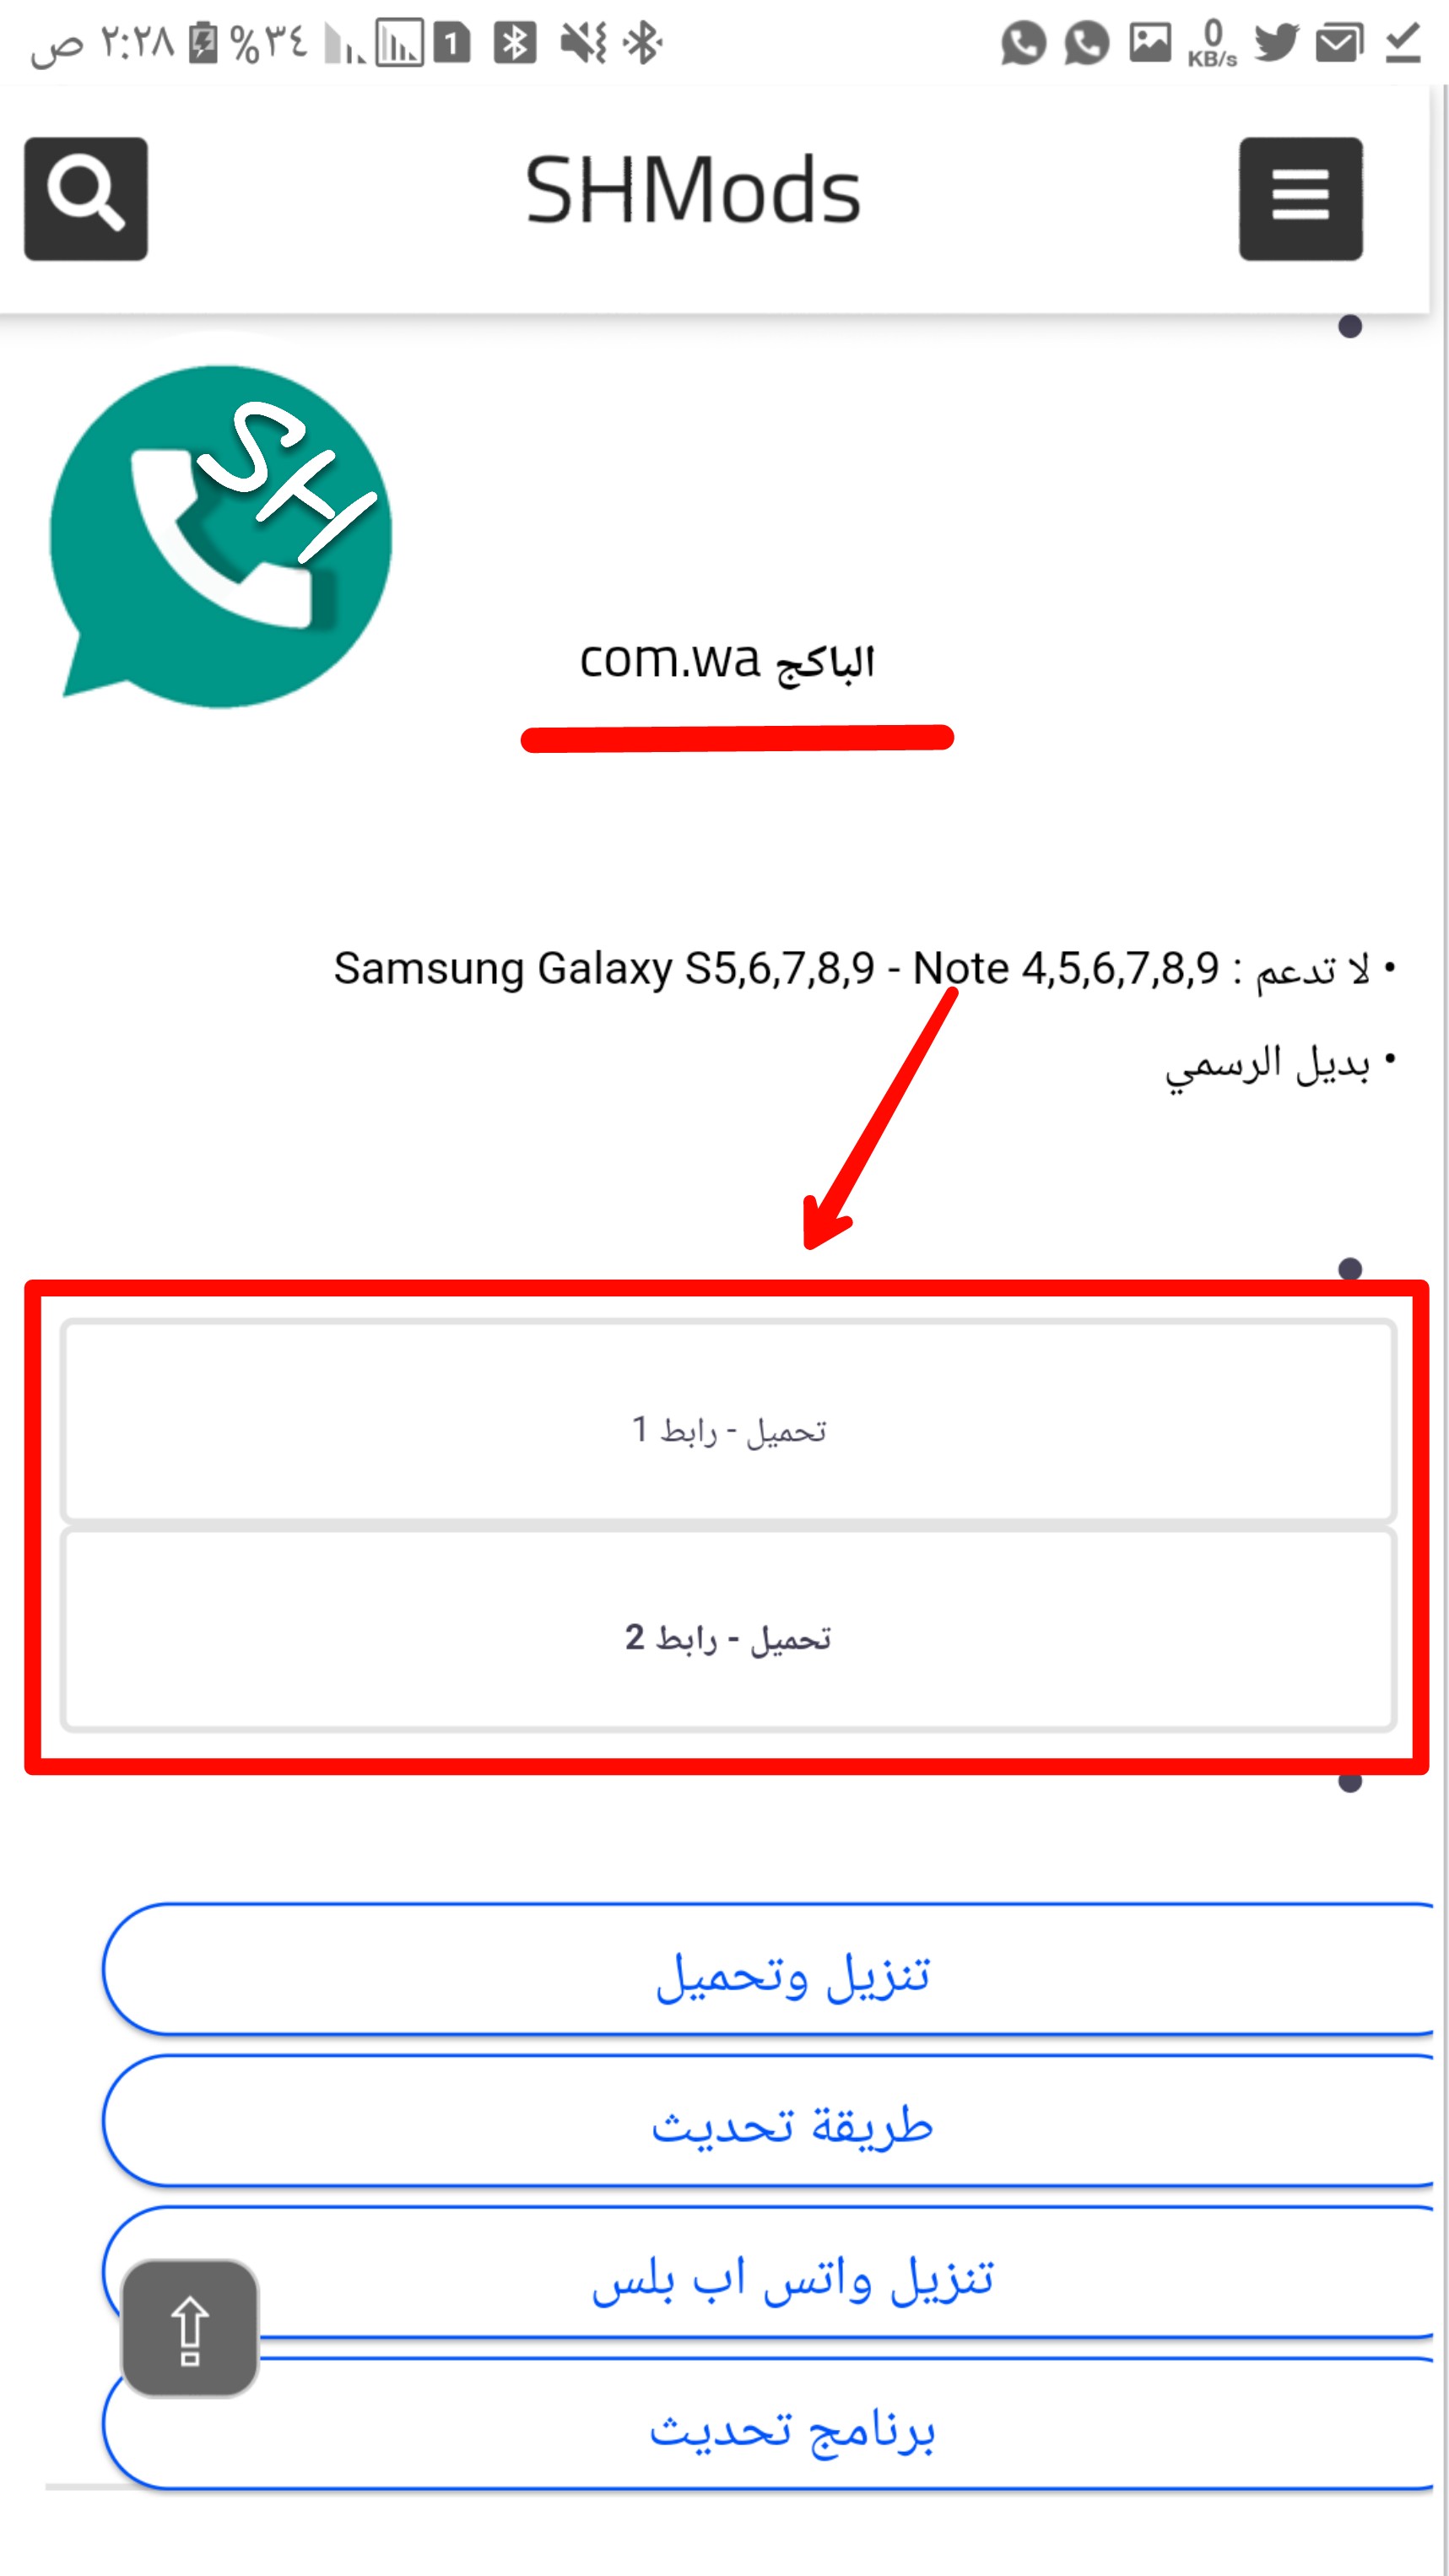 ص ٢:٢٨ %٣٤ 1 0 KB/s
SHMods
SH
الباكج com.wa
• لا تدعم : Samsung Galaxy S5,6,7,8,9 - Note 4,5,6,7,8,9
• بديل الرسمي
تحميل - رابط 1
تحميل - رابط 2
تنزيل وتحميل
طريقة تحديث
تنزيل واتس اب بلس
برنامج تحديث